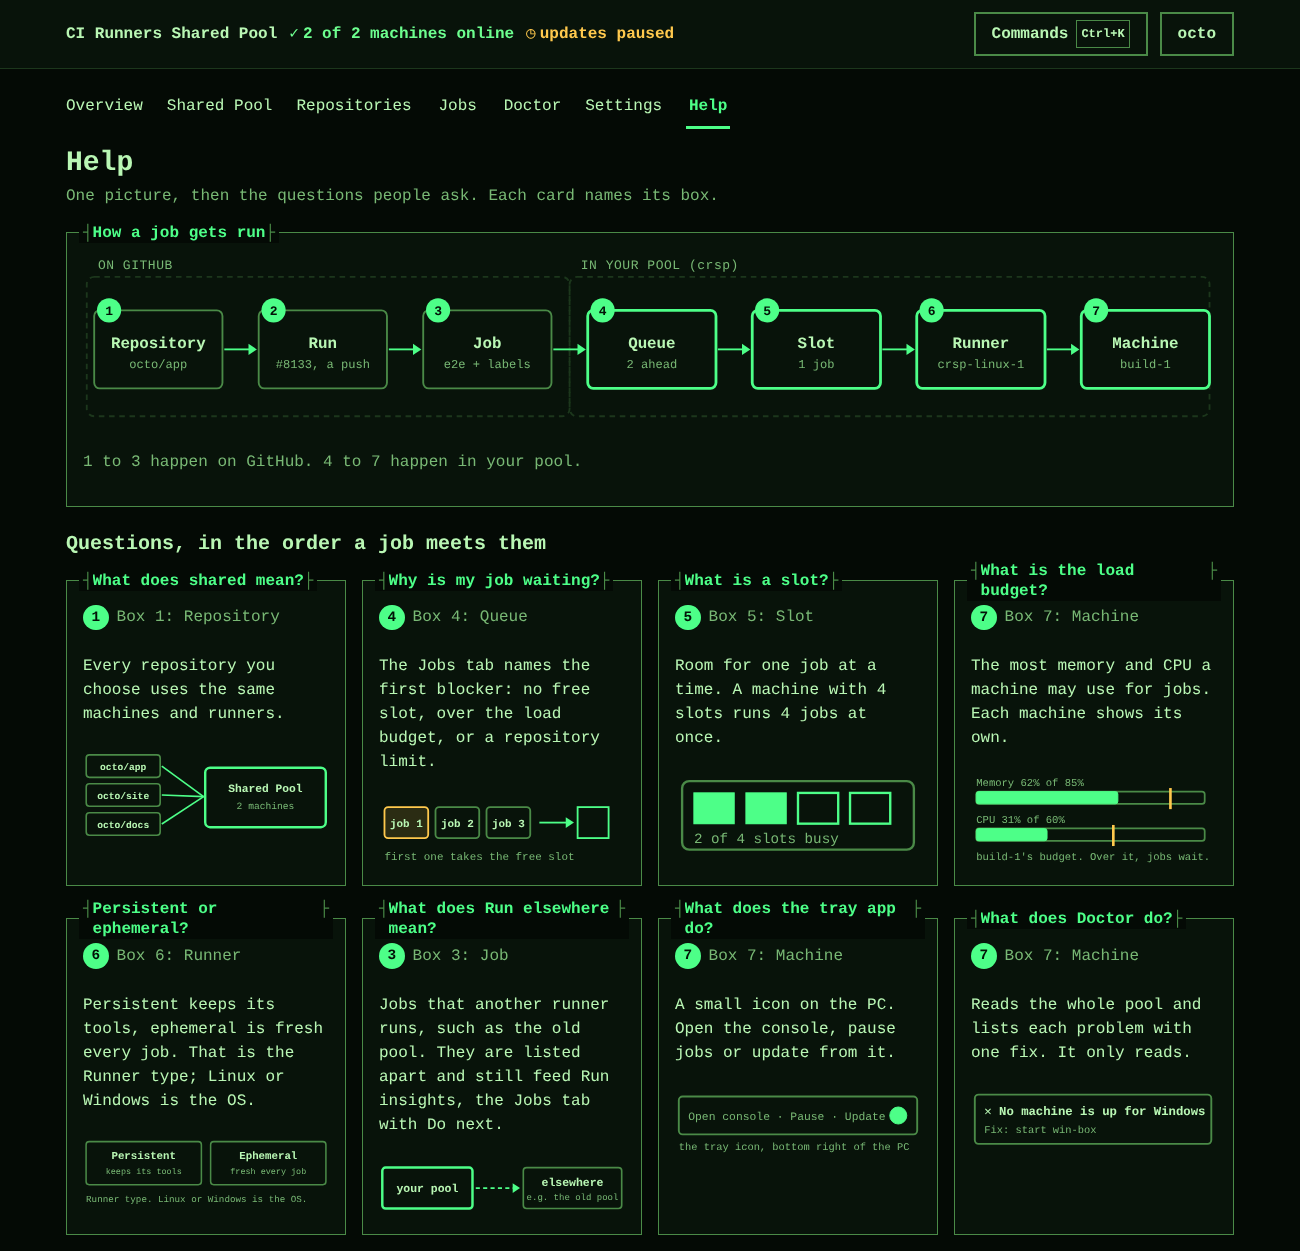 CI Runners Shared Pool ✓ 2 of 2 machines online ◷ updates paused
Commands Ctrl+K octo
Overview Shared Pool Repositories Jobs Doctor Settings Help
Help
One picture, then the questions people ask. Each card names its box.
How a job gets run
ON GITHUB
IN YOUR POOL (crsp)
1 2 3 4 5 6 7
Repository Run Job Queue Slot Runner Machine
octo/app #8133, a push e2e + labels 2 ahead 1 job crsp-linux-1 build-1
1 to 3 happen on GitHub. 4 to 7 happen in your pool.
Questions, in the order a job meets them
What does shared mean?
1 Box 1: Repository
Every repository you
choose uses the same
machines and runners.
octo/app
octo/site
octo/docs
Shared Pool
2 machines
Why is my job waiting?
4 Box 4: Queue
The Jobs tab names the
first blocker: no free
slot, over the load
budget, or a repository
limit.
job 1 job 2 job 3
first one takes the free slot
What is a slot?
5 Box 5: Slot
Room for one job at a
time. A machine with 4
slots runs 4 jobs at
once.
2 of 4 slots busy
What is the load
budget?
7 Box 7: Machine
The most memory and CPU a
machine may use for jobs.
Each machine shows its
own.
Memory 62% of 85%
CPU 31% of 60%
build-1's budget. Over it, jobs wait.
Persistent or
ephemeral?
6 Box 6: Runner
Persistent keeps its
tools, ephemeral is fresh
every job. That is the
Runner type; Linux or
Windows is the OS.
Persistent Ephemeral
keeps its tools fresh every job
Runner type. Linux or Windows is the OS.
What does Run elsewhere
mean?
3 Box 3: Job
Jobs that another runner
runs, such as the old
pool. They are listed
apart and still feed Run
insights, the Jobs tab
with Do next.
your pool
elsewhere
e.g. the old pool
What does the tray app
do?
7 Box 7: Machine
A small icon on the PC.
Open the console, pause
jobs or update from it.
Open console · Pause · Update
the tray icon, bottom right of the PC
What does Doctor do?
7 Box 7: Machine
Reads the whole pool and
lists each problem with
one fix. It only reads.
✕ No machine is up for Windows
Fix: start win-box